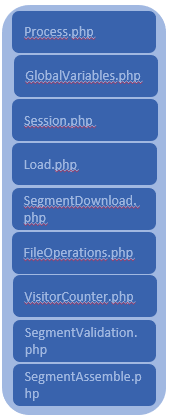 Process.php
GlobalVariables.php
Session.php
Load.php
SegmentDownload.
php
FileOperations.php
VisitorCounter.php
SegmentValidation.
php
SegmentAssemble.p
hp